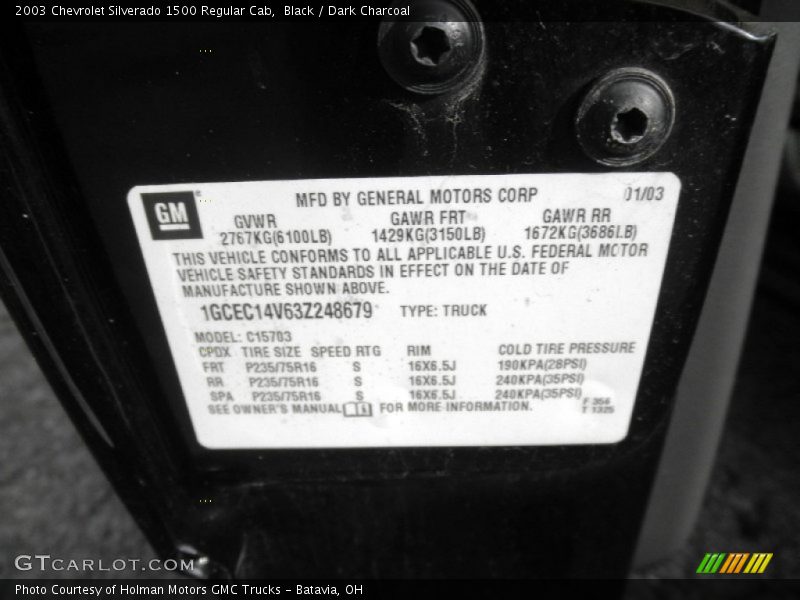 2003 Chevrolet Silverado 1500 Regular Cab,  Black / Dark Charcoal
GM
MFD BY GENERAL MOTORS CORP 01/03
GVWR GAWR FRT GAWR RR
2767KG(6100LB) 1429KG(3150LB) 1672KG(3686LB)
THIS VEHICLE CONFORMS TO ALL APPLICABLE U.S. FEDERAL MOTOR
VEHICLE SAFETY STANDARDS IN EFFECT ON THE DATE OF
MANUFACTURE SHOWN ABOVE.
1GCEC14V63Z248679 TYPE: TRUCK
MODEL: C15703
CPDX TIRE SIZE SPEED RTG RIM COLD TIRE PRESSURE
FRT P235/75R16 S 16X6.5J 190KPA(28PSI)
RR P235/75R16 S 16X6.5J 240KPA(35PSI)
SPA P235/75R16 S 16X6.5J 240KPA(35PSI)
SEE OWNER'S MANUAL FOR MORE INFORMATION.
F 356
T 1325
GTCARLOT.COM
Photo Courtesy of Holman Motors GMC Trucks – Batavia, OH